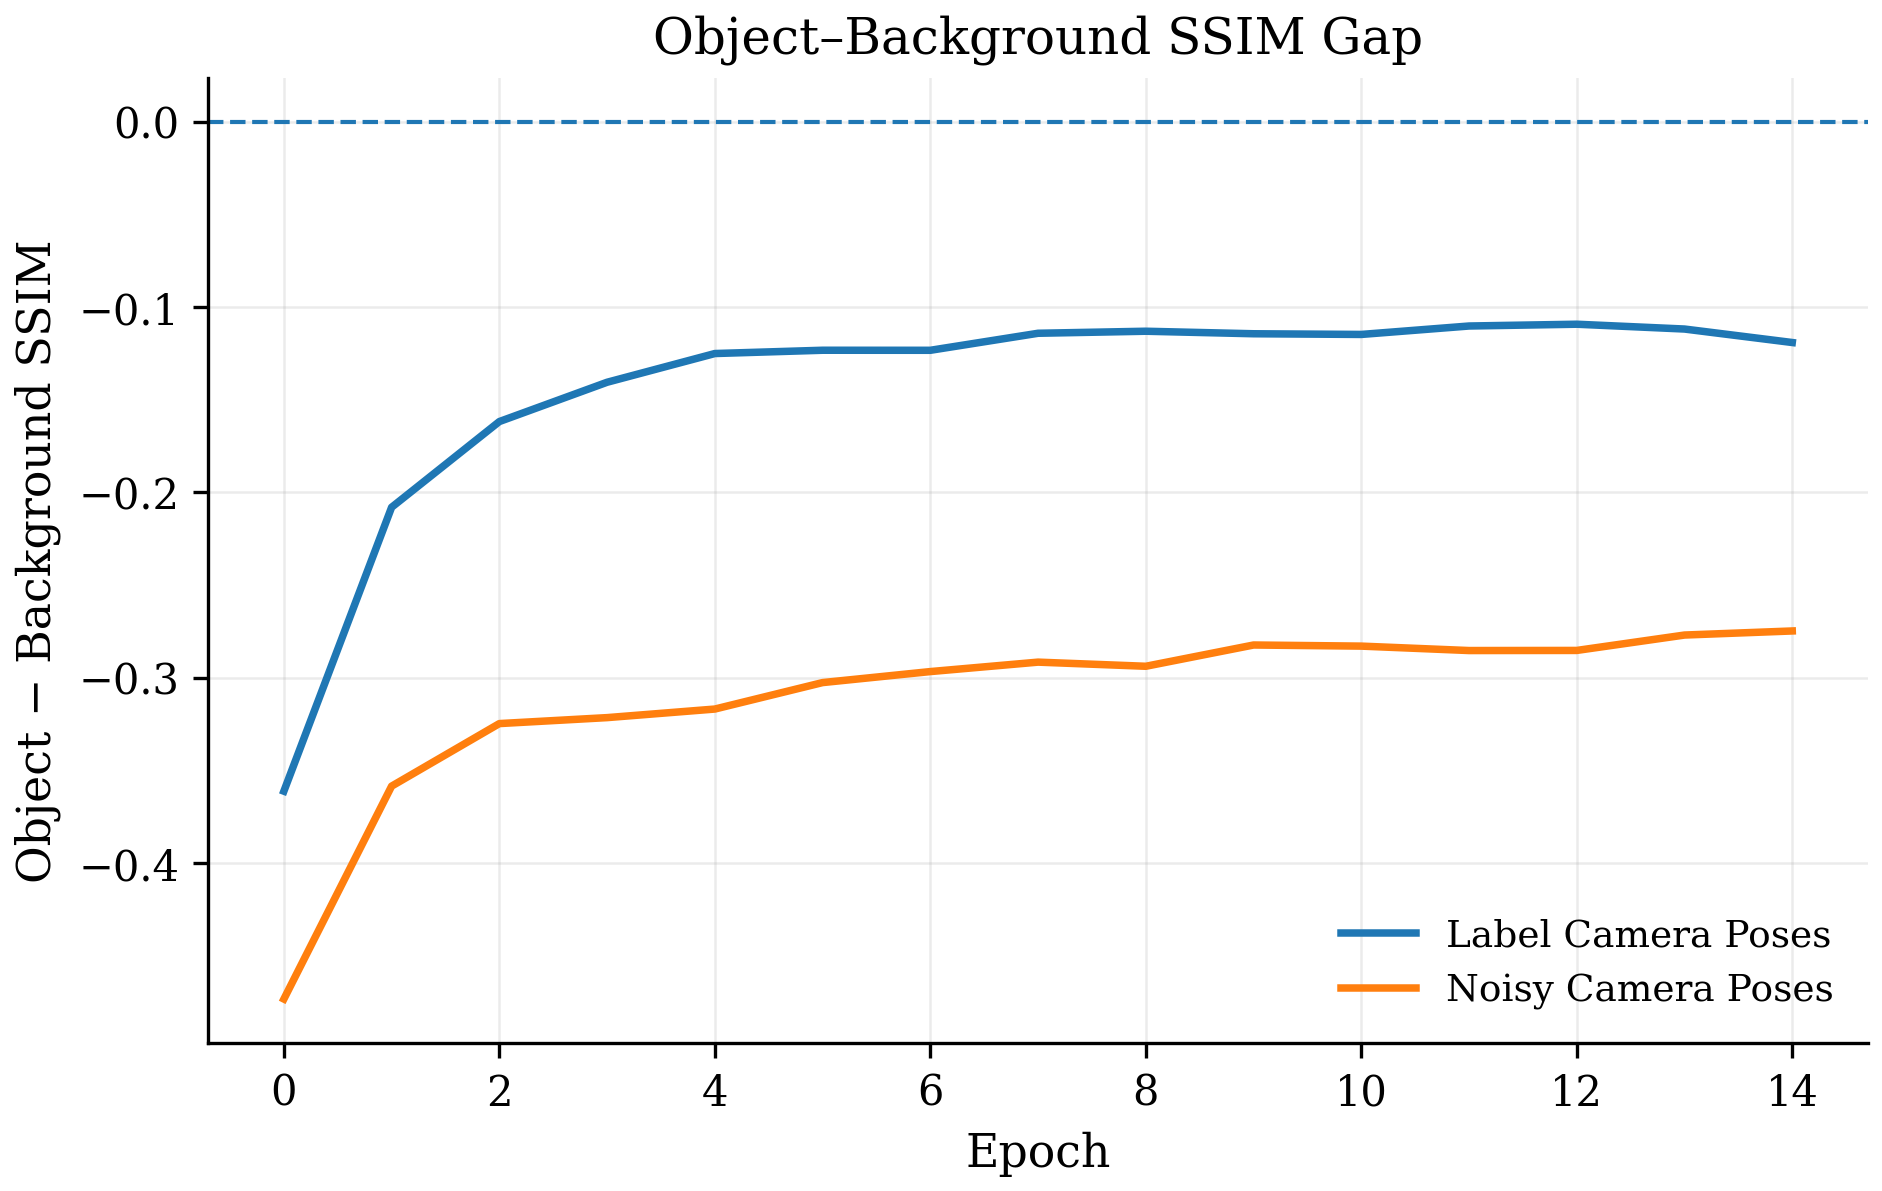 Object–Background SSIM Gap
Object − Background SSIM
0.0
−0.1
−0.2
−0.3
−0.4
Label Camera Poses
Noisy Camera Poses
0 2 4 6 8 10 12 14
Epoch